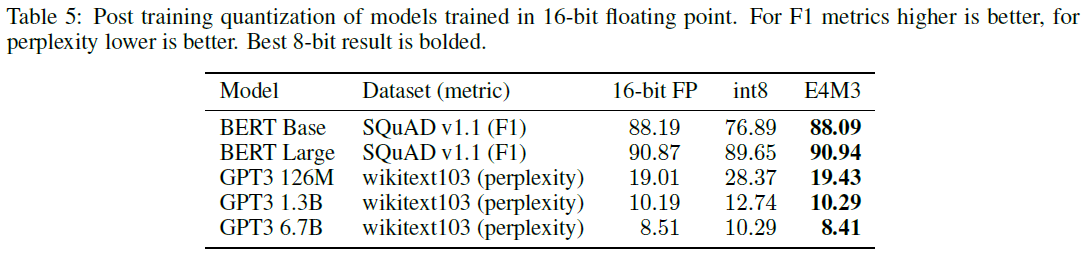 Table 5: Post training quantization of models trained in 16-bit floating point. For F1 metrics higher is better, for
perplexity lower is better. Best 8-bit result is bolded.
Model Dataset (metric) 16-bit FP int8 E4M3
BERT Base SQuAD v1.1 (F1) 88.19 76.89 88.09
BERT Large SQuAD v1.1 (F1) 90.87 89.65 90.94
GPT3 126M wikitext103 (perplexity) 19.01 28.37 19.43
GPT3 1.3B wikitext103 (perplexity) 10.19 12.74 10.29
GPT3 6.7B wikitext103 (perplexity) 8.51 10.29 8.41